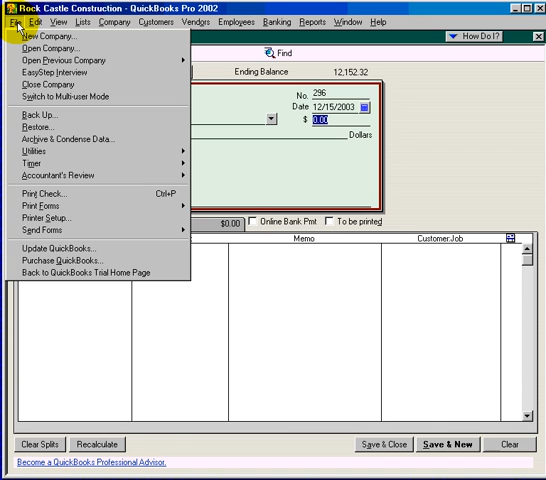 Rock Castle Construction - QuickBooks Pro 2002
File Edit View Lists Company Customers Vendors Employees Banking Reports Window Help
How Do I?
New Company...
Open Company...
Find
Open Previous Company
EasyStep Interview
Ending Balance 12,152.32
Close Company
Switch to Multi-user Mode
No. 296
Date 12/15/2003
Back Up...
$ 0.00
Restore...
Dollars
Archive & Condense Data...
Utilities
Timer
Accountant's Review
Print Check... Ctrl+P
Print Forms
Printer Setup...
$0.00 Online Bank Pmt To be printed
Send Forms
Memo Customer:Job
Update QuickBooks...
Purchase QuickBooks...
Back to QuickBooks Trial Home Page
Clear Splits Recalculate Save & Close Save & New Clear
Become a QuickBooks Professional Advisor.